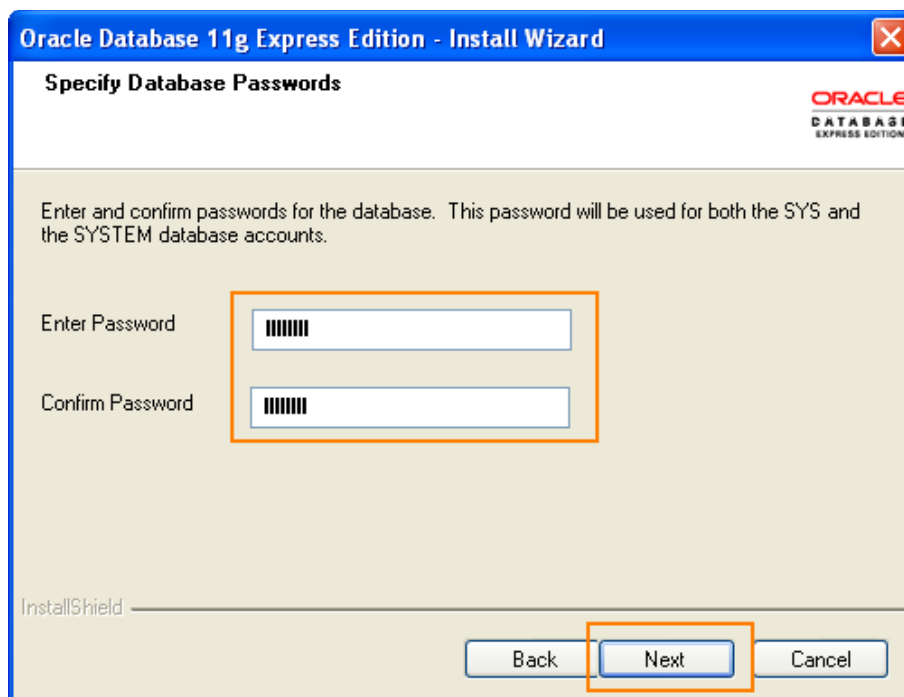 Oracle Database 11g Express Edition - Install Wizard
Specify Database Passwords
ORACLE
DATABASE
EXPRESS EDITION
Enter and confirm passwords for the database. This password will be used for both the SYS and
the SYSTEM database accounts.
Enter Password
Confirm Password
InstallShield
Back
Next
Cancel